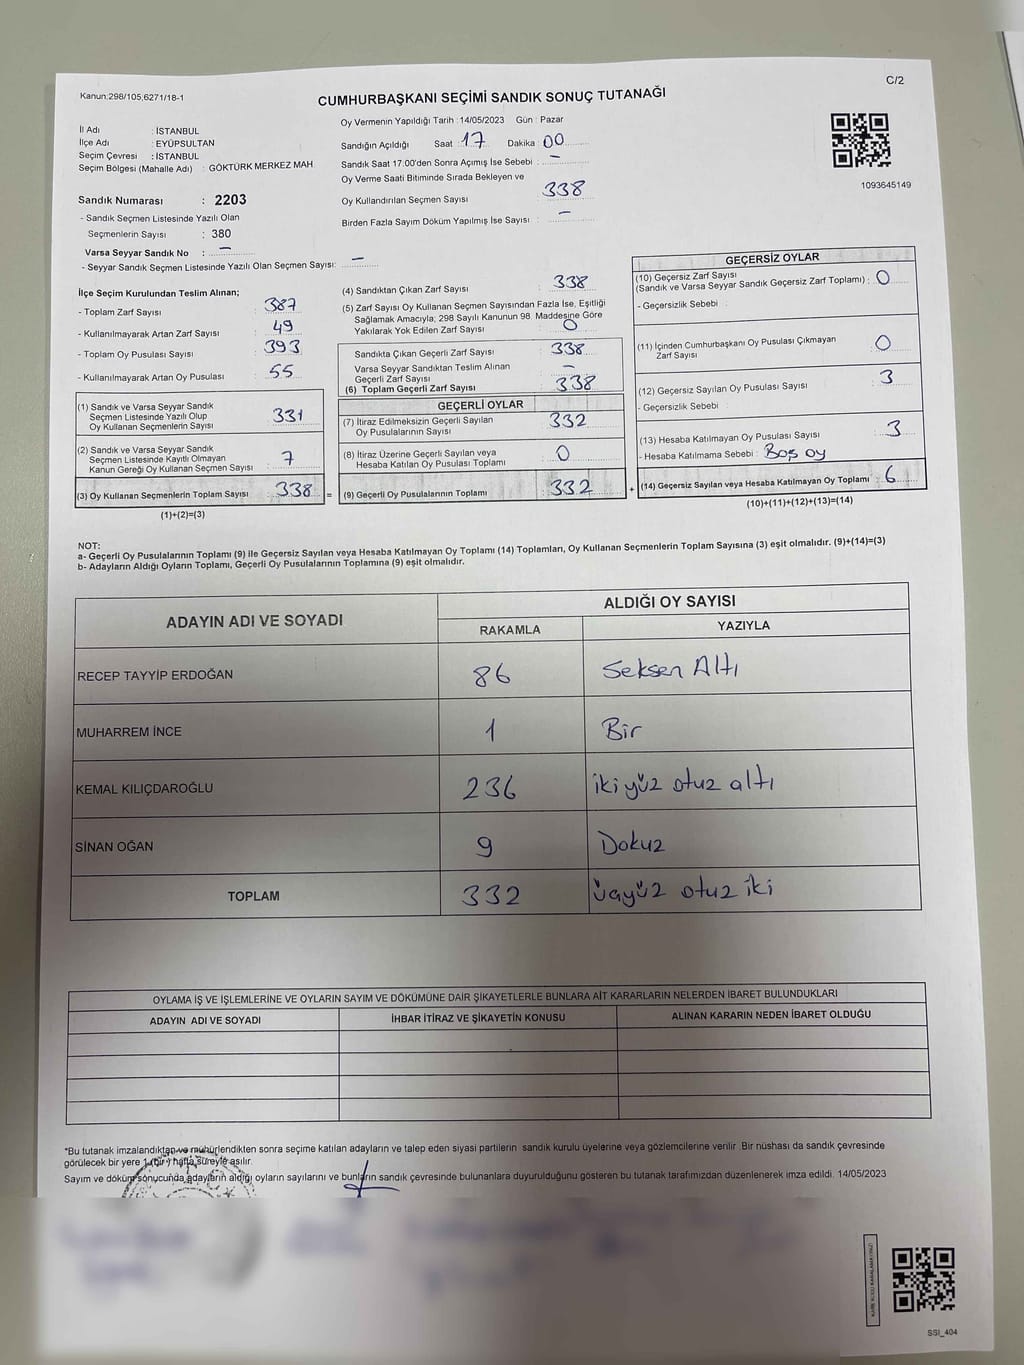 Kanun:298/105,6271/18-1
C/2
CUMHURBAŞKANI SEÇİMİ SANDIK SONUÇ TUTANAĞI
İl Adı : İSTANBUL
İlçe Adı : EYÜPSULTAN
Seçim Çevresi : İSTANBUL
Seçim Bölgesi (Mahalle Adı) : GÖKTÜRK MERKEZ MAH
Oy Vermenin Yapıldığı Tarih :14/05/2023 Gün : Pazar
Sandığın Açıldığı Saat : 17 Dakika 00
Sandık Saat 17:00'den Sonra Açımış İse Sebebi : –
Oy Verme Saati Bitiminde Sırada Bekleyen ve
Oy Kullandırılan Seçmen Sayısı 338
Birden Fazla Sayım Döküm Yapılmış İse Sayısı : –
1093645149
Sandık Numarası : 2203
- Sandık Seçmen Listesinde Yazılı Olan
Seçmenlerin Sayısı : 380
Varsa Seyyar Sandık No : –
- Seyyar Sandık Seçmen Listesinde Yazılı Olan Seçmen Sayısı: –
İlçe Seçim Kurulundan Teslim Alınan;
- Toplam Zarf Sayısı : 387
- Kullanılmayarak Artan Zarf Sayısı : 49
- Toplam Oy Pusulası Sayısı : 393
- Kullanılmayarak Artan Oy Pusulası : 55
(1) Sandık ve Varsa Seyyar Sandık
Seçmen Listesinde Yazılı Olup
Oy Kullanan Seçmenlerin Sayısı : 331
(2) Sandık ve Varsa Seyyar Sandık
Seçmen Listesinde Kayıtlı Olmayan
Kanun Gereği Oy Kullanan Seçmen Sayısı : 7
(3) Oy Kullanan Seçmenlerin Toplam Sayısı : 338 =
(1)+(2)=(3)
(4) Sandıktan Çıkan Zarf Sayısı : 338
(5) Zarf Sayısı Oy Kullanan Seçmen Sayısından Fazla İse, Eşitliği
Sağlamak Amacıyla; 298 Sayılı Kanunun 98. Maddesine Göre
Yakılarak Yok Edilen Zarf Sayısı : 0
Sandıkta Çıkan Geçerli Zarf Sayısı : 338
Varsa Seyyar Sandıktan Teslim Alınan
Geçerli Zarf Sayısı : –
(6) Toplam Geçerli Zarf Sayısı : 338
GEÇERLİ OYLAR
(7) İtiraz Edilmeksizin Geçerli Sayılan
Oy Pusulalarının Sayısı : 332
(8) İtiraz Üzerine Geçerli Sayılan veya
Hesaba Katılan Oy Pusulası Toplamı : 0
(9) Geçerli Oy Pusulalarının Toplamı : 332 +
GEÇERSİZ OYLAR
(10) Geçersiz Zarf Sayısı
(Sandık ve Varsa Seyyar Sandık Geçersiz Zarf Toplamı) : 0
- Geçersizlik Sebebi :
(11) İçinden Cumhurbaşkanı Oy Pusulası Çıkmayan
Zarf Sayısı : 0
(12) Geçersiz Sayılan Oy Pusulası Sayısı : 3
- Geçersizlik Sebebi :
(13) Hesaba Katılmayan Oy Pusulası Sayısı : 3
- Hesaba Katılmama Sebebi : Boş oy
(14) Geçersiz Sayılan veya Hesaba Katılmayan Oy Toplamı : 6
(10)+(11)+(12)+(13)=(14)
NOT:
a- Geçerli Oy Pusulalarının Toplamı (9) ile Geçersiz Sayılan veya Hesaba Katılmayan Oy Toplamı (14) Toplamları, Oy Kullanan Seçmenlerin Toplam Sayısına (3) eşit olmalıdır. (9)+(14)=(3)
b- Adayların Aldığı Oyların Toplamı, Geçerli Oy Pusulalarının Toplamına (9) eşit olmalıdır.
ADAYIN ADI VE SOYADI
ALDIĞI OY SAYISI
RAKAMLA YAZIYLA
RECEP TAYYİP ERDOĞAN 86 Seksen Altı
MUHARREM İNCE 1 Bir
KEMAL KILIÇDAROĞLU 236 iki yüz otuz altı
SİNAN OĞAN 9 Dokuz
TOPLAM 332 üçyüz otuz iki
OYLAMA İŞ VE İŞLEMLERİNE VE OYLARIN SAYIM VE DÖKÜMÜNE DAİR ŞİKAYETLERLE BUNLARA AİT KARARLARIN NELERDEN İBARET BULUNDUKLARI
ADAYIN ADI VE SOYADI İHBAR İTİRAZ VE ŞİKAYETİN KONUSU ALINAN KARARIN NEDEN İBARET OLDUĞU
*Bu tutanak imzalandıktan ve mühürlendikten sonra seçime katılan adayların ve talep eden siyasi partilerin sandık kurulu üyelerine veya gözlemcilerine verilir. Bir nüshası da sandık çevresinde
görülecek bir yere 1 (bir) hafta süreyle asılır.
Sayım ve döküm sonucunda adayların aldığı oyların sayılarını ve bunların sandık çevresinde bulunanlara duyurulduğunu gösteren bu tutanak tarafımızdan düzenlenerek imza edildi. 14/05/2023
KARE KODU KARALAMAYINIZ!
SSI_404